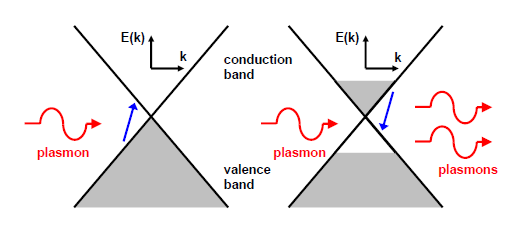 E(k)
k
conduction
band
plasmon
valence
band
E(k)
k
plasmon
plasmons